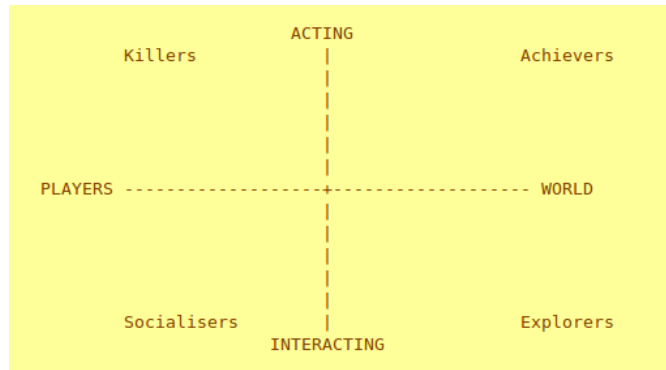 ACTING
Killers Achievers
PLAYERS -------------------+------------------- WORLD
Socialisers Explorers
INTERACTING